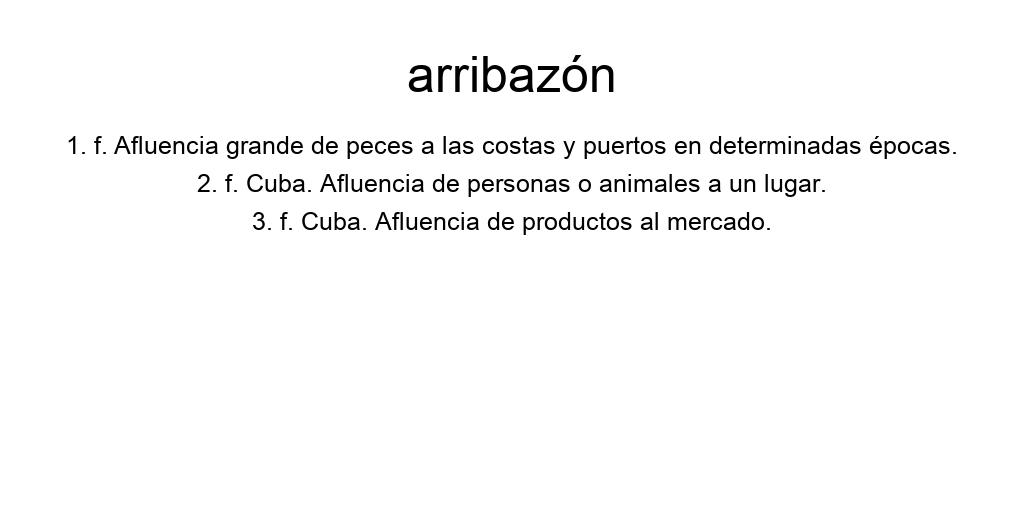 arribazón
1. f. Afluencia grande de peces a las costas y puertos en determinadas épocas.
2. f. Cuba. Afluencia de personas o animales a un lugar.
3. f. Cuba. Afluencia de productos al mercado.